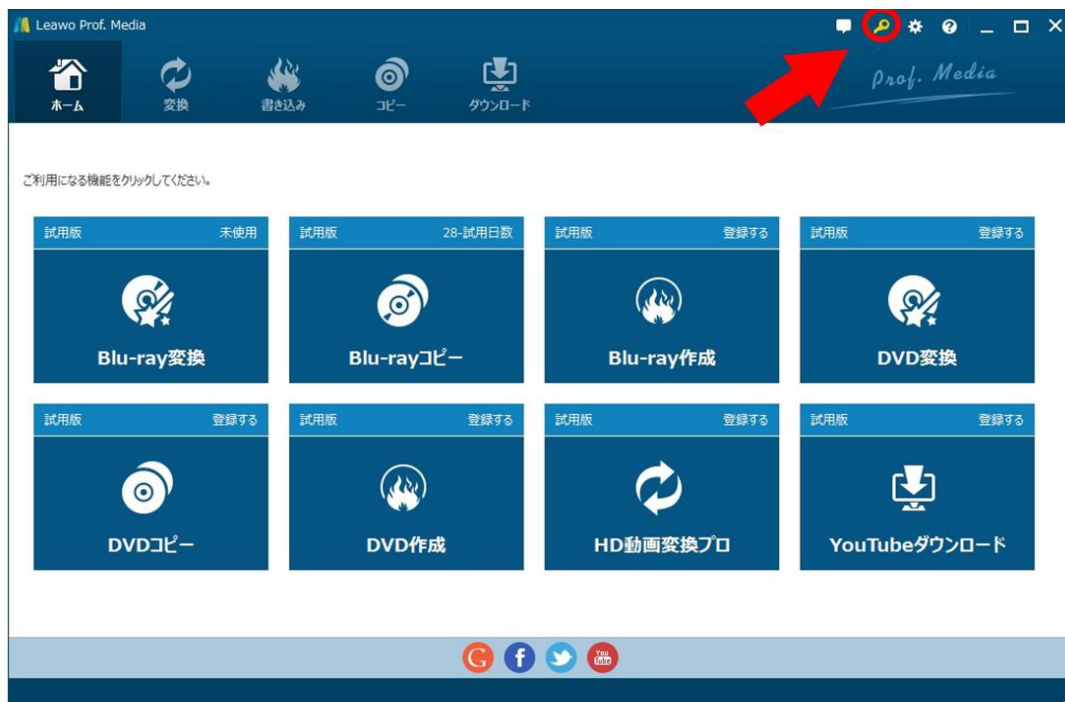 Leawo Prof. Media
ホーム
変換
書き込み
コピー
ダウンロード
Prof. Media
ご利用になる機能をクリックしてください。
試用版 未使用
Blu-ray変換
試用版 28-試用日数
Blu-rayコピー
試用版 登録する
Blu-ray作成
試用版 登録する
DVD変換
試用版 登録する
DVDコピー
試用版 登録する
DVD作成
試用版 登録する
HD動画変換プロ
試用版 登録する
YouTubeダウンロード
G f You Tube